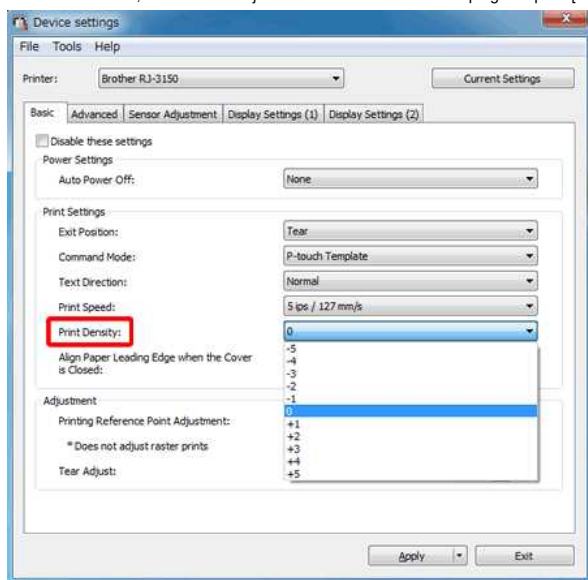 Device settings
File Tools Help
Printer: Brother RJ-3150 Current Settings
Basic Advanced Sensor Adjustment Display Settings (1) Display Settings (2)
Disable these settings
Power Settings
Auto Power Off: None
Print Settings
Exit Position: Tear
Command Mode: P-touch Template
Text Direction: Normal
Print Speed: 5 ips / 127 mm/s
Print Density: 0
-5
Align Paper Leading Edge when the Cover
is Closed:
-4
-3
-2
-1
Adjustment
0
Printing Reference Point Adjustment:
+1
+2
* Does not adjust raster prints
+3
+4
Tear Adjust:
+5
Apply Exit